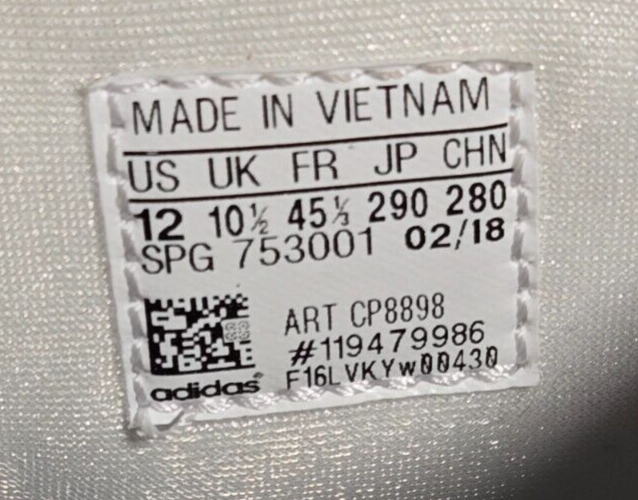 MADE IN VIETNAM
US UK FR JP CHN
12 10½ 45⅓ 290 280
SPG 753001 02/18
ART CP8898
#119479986
F16LVKYw00430
adidas